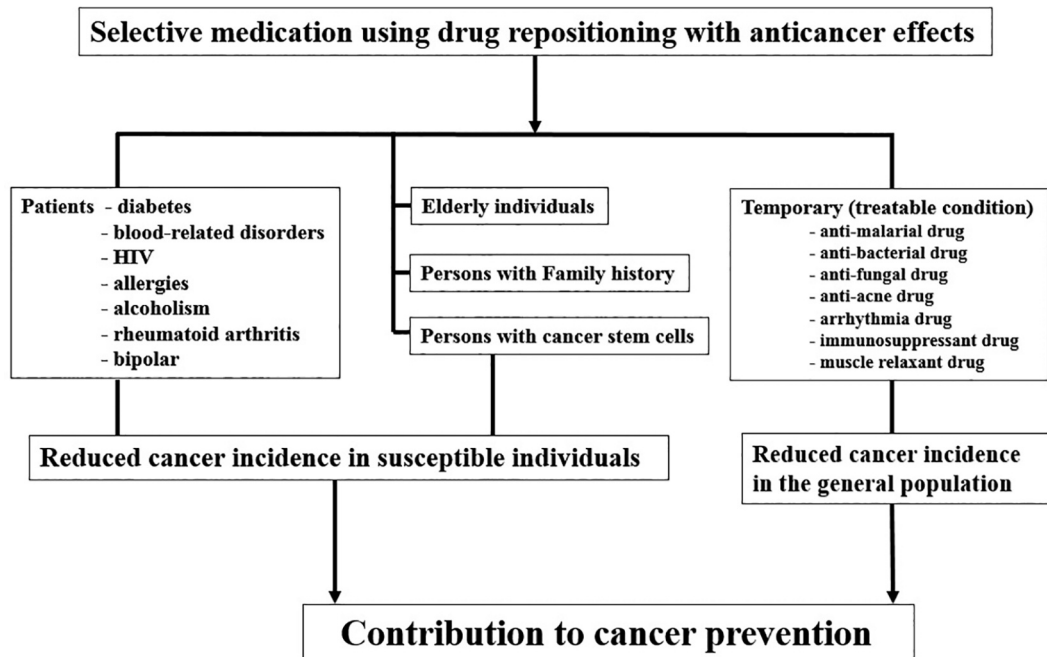 Selective medication using drug repositioning with anticancer effects
Patients - diabetes
- blood-related disorders
- HIV
- allergies
- alcoholism
- rheumatoid arthritis
- bipolar
Elderly individuals
Persons with Family history
Persons with cancer stem cells
Temporary (treatable condition)
- anti-malarial drug
- anti-bacterial drug
- anti-fungal drug
- anti-acne drug
- arrhythmia drug
- immunosuppressant drug
- muscle relaxant drug
Reduced cancer incidence in susceptible individuals
Reduced cancer incidence
in the general population
Contribution to cancer prevention